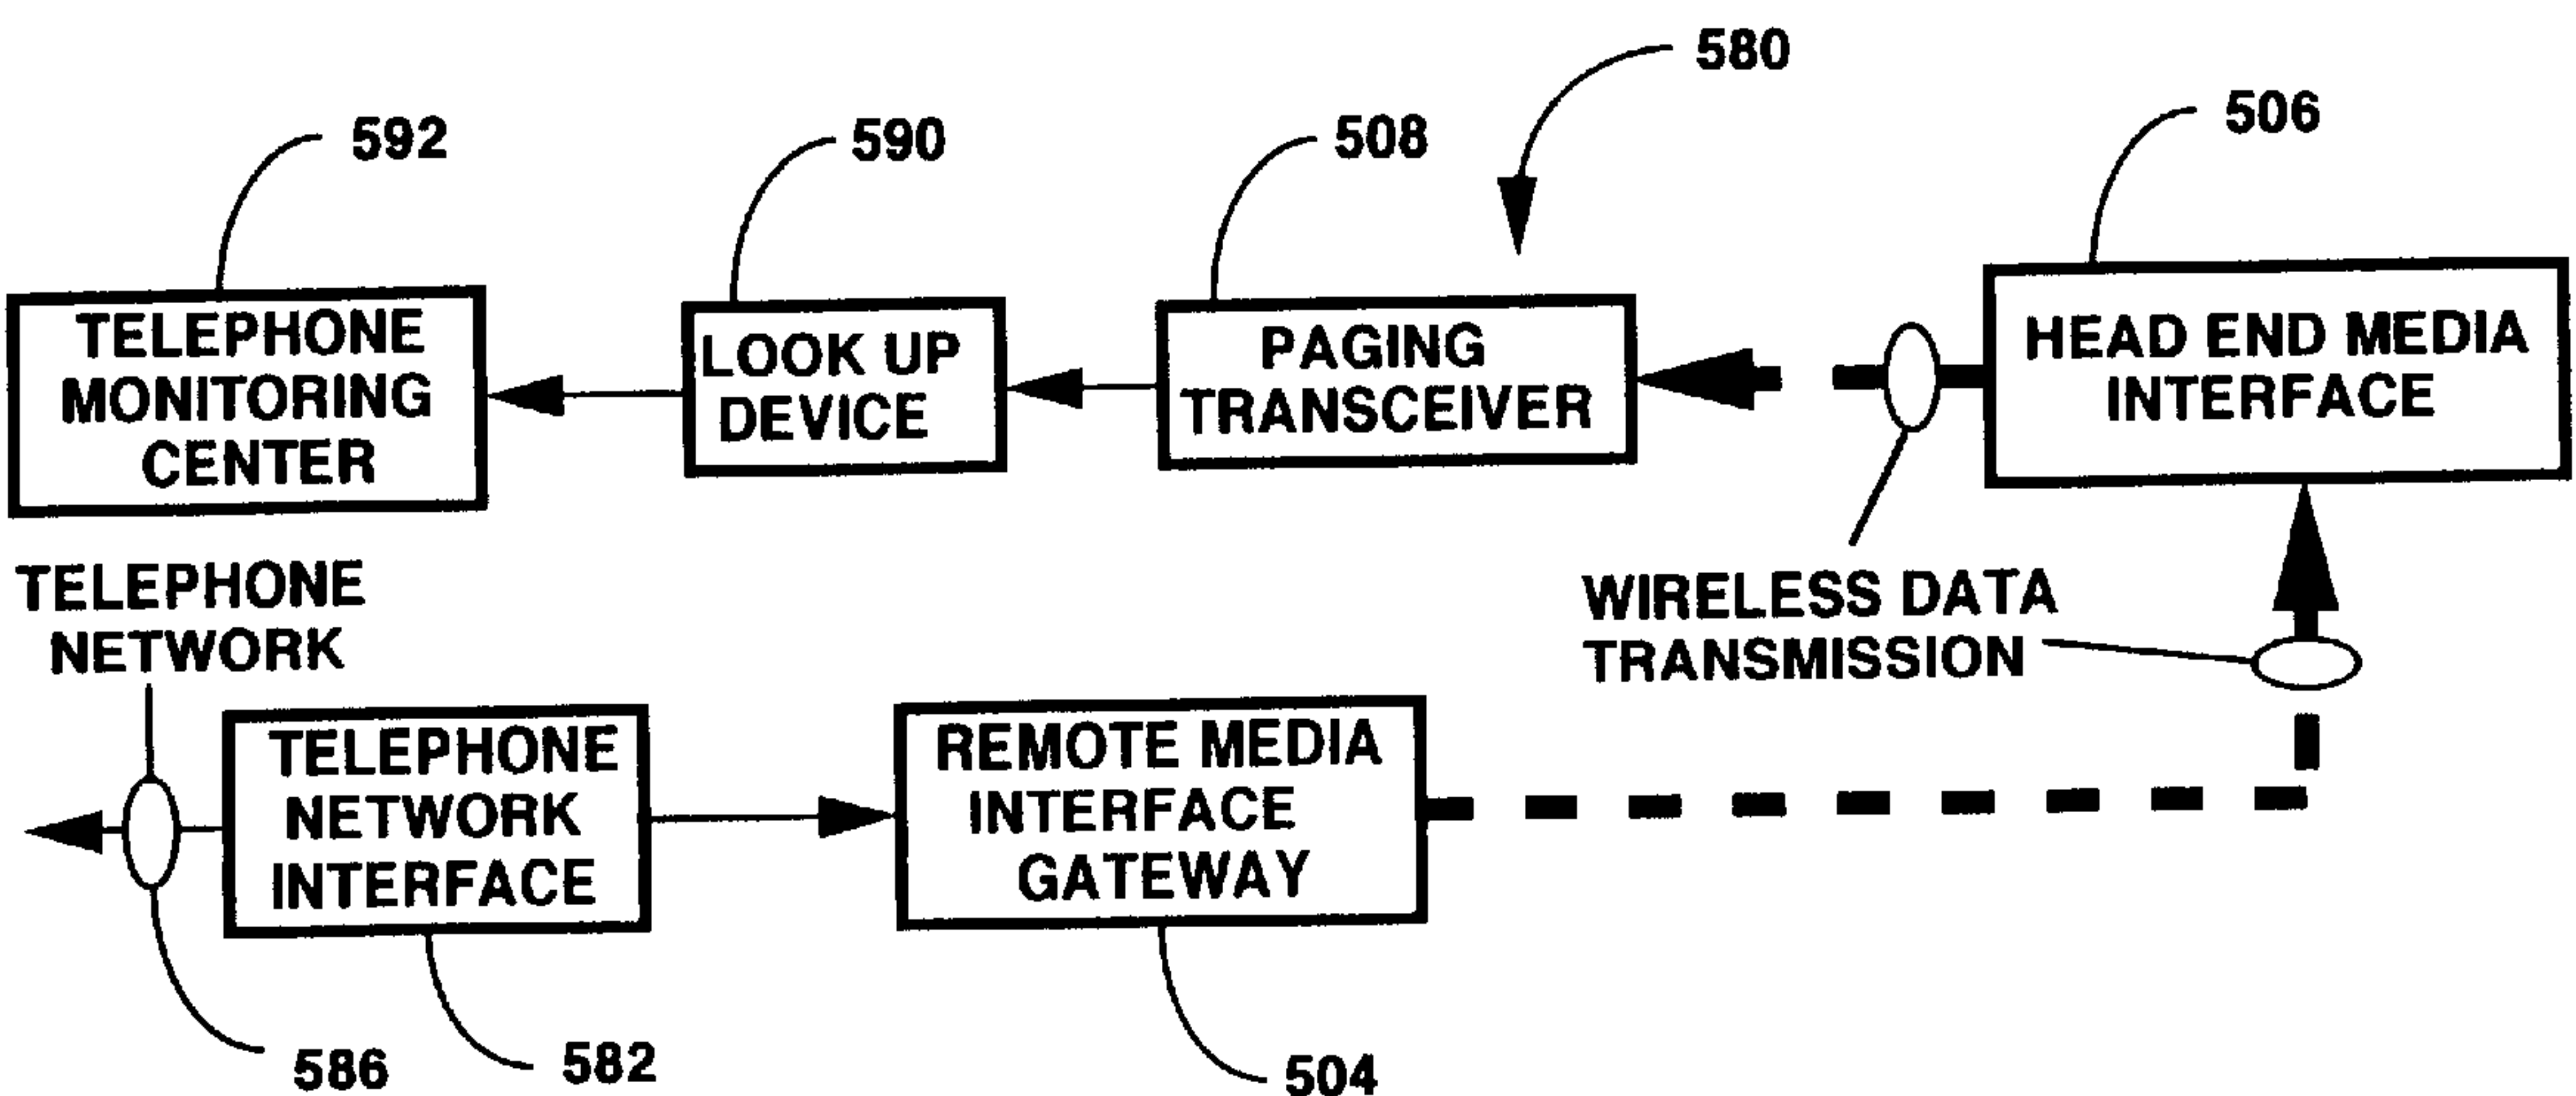 580
506
592
590
508
TELEPHONE
MONITORING
CENTER
LOOK UP
DEVICE
PAGING
TRANSCEIVER
HEAD END MEDIA
INTERFACE
TELEPHONE
NETWORK
WIRELESS DATA
TRANSMISSION
TELEPHONE
NETWORK
INTERFACE
REMOTE MEDIA
INTERFACE
GATEWAY
586
582
504